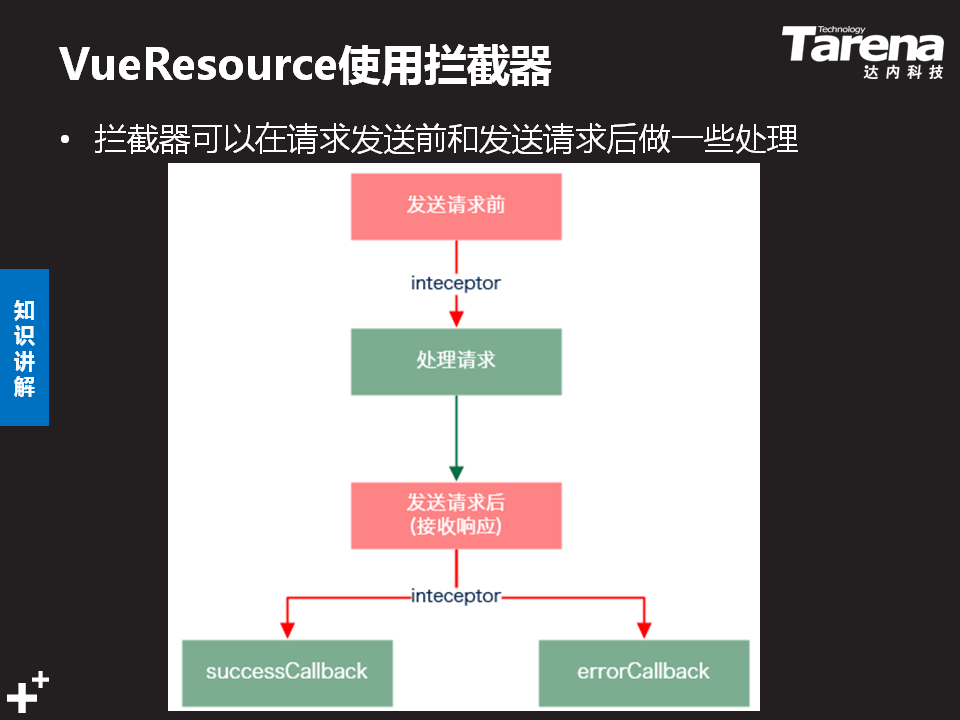 VueResource使用拦截器
Technology
Tarena
达内科技
• 拦截器可以在请求发送前和发送请求后做一些处理
知识讲解
发送请求前
inteceptor
处理请求
发送请求后
(接收响应)
inteceptor
successCallback
errorCallback